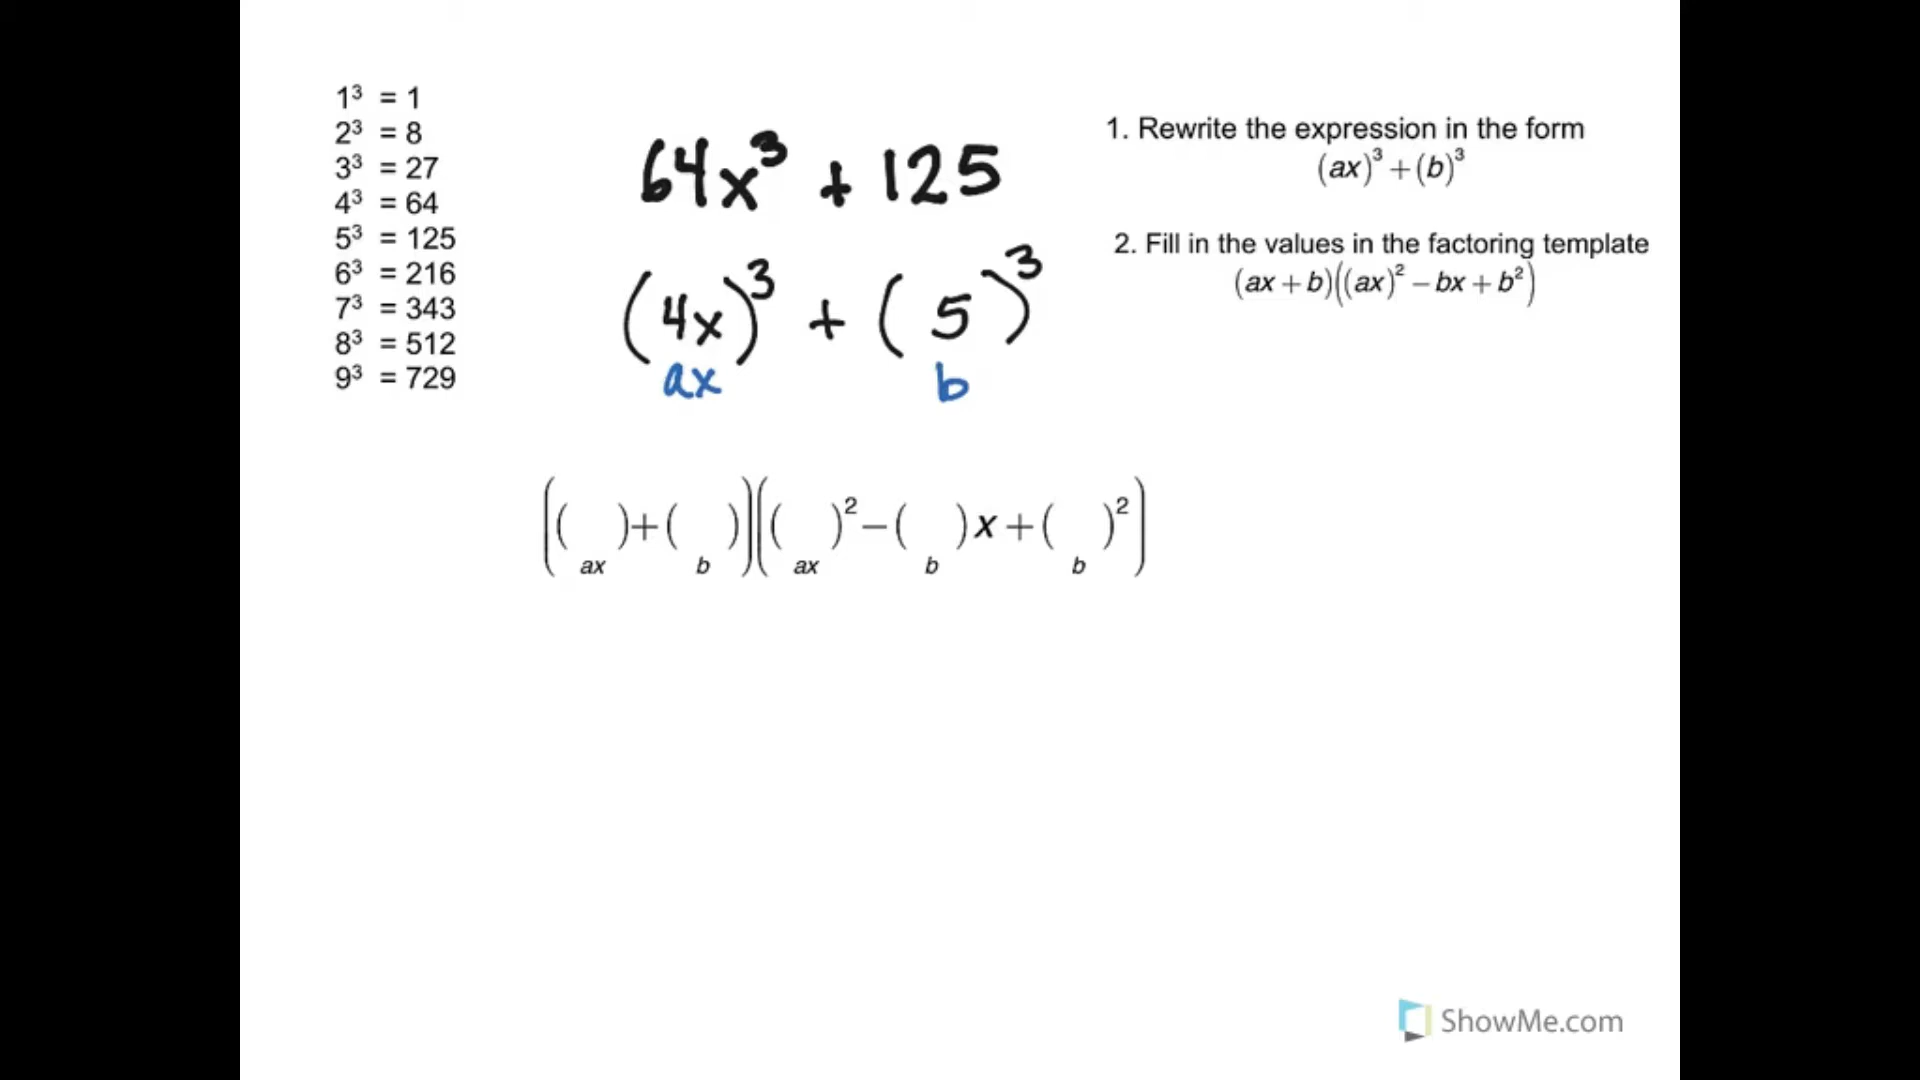 1³ = 1
2³ = 8
3³ = 27
4³ = 64
5³ = 125
6³ = 216
7³ = 343
8³ = 512
9³ = 729
64x³ + 125
(4x)³ + (5)³
ax b
1. Rewrite the expression in the form
(ax)³ + (b)³
2. Fill in the values in the factoring template
(ax + b)((ax)² − bx + b²)
(( )+( ))(( )²−( )x+( )²)
ax b ax b b
ShowMe.com